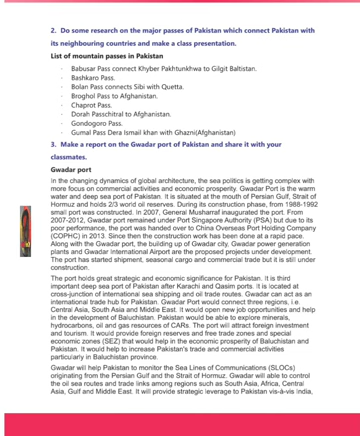 2. Do some research on the major passes of Pakistan which connect Pakistan with
its neighbouring countries and make a class presentation.
List of mountain passes in Pakistan
· Babusar Pass connect Khyber Pakhtunkhwa to Gilgit Baltistan.
· Bashkaro Pass.
· Bolan Pass connects Sibi with Quetta.
· Broghol Pass to Afghanistan.
· Chaprot Pass.
· Dorah Passchitral to Afghanistan.
· Gondogoro Pass.
· Gumal Pass Dera Ismail khan with Ghazni(Afghanistan)
3. Make a report on the Gwadar port of Pakistan and share it with your
classmates.
Gwadar port
In the changing dynamics of global architecture, the sea politics is getting complex with
more focus on commercial activities and economic prosperity. Gwadar Port is the warm
water and deep sea port of Pakistan. It is situated at the mouth of Persian Gulf, Strait of
Hormuz and holds 2/3 world oil reserves. During its construction phase, from 1988-1992
small port was constructed. In 2007, General Musharraf inaugurated the port. From
2007-2012, Gwadar port remained under Port Singapore Authority (PSA) but due to its
poor performance, the port was handed over to China Overseas Port Holding Company
(COPHC) in 2013. Since then the construction work has been done at a rapid pace.
Along with the Gwadar port, the building up of Gwadar city, Gwadar power generation
plants and Gwadar International Airport are the proposed projects under development.
The port has started shipment, seasonal cargo and commercial trade but it is still under
construction.
The port holds great strategic and economic significance for Pakistan. It is third
important deep sea port of Pakistan after Karachi and Qasim ports. It is located at
cross-junction of international sea shipping and oil trade routes. Gwadar can act as an
international trade hub for Pakistan. Gwadar Port would connect three regions, i.e.
Central Asia, South Asia and Middle East. It would open new job opportunities and help
in the development of Baluchistan. Pakistan would be able to explore minerals,
hydrocarbons, oil and gas resources of CARs. The port will attract foreign investment
and tourism. It would provide foreign reserves and free trade zones and special
economic zones (SEZ) that would help in the economic prosperity of Baluchistan and
Pakistan. It would help to increase Pakistan's trade and commercial activities
particularly in Baluchistan province.
Gwadar will help Pakistan to monitor the Sea Lines of Communications (SLOCs)
originating from the Persian Gulf and the Strait of Hormuz. Gwadar will able to control
the oil sea routes and trade links among regions such as South Asia, Africa, Central
Asia, Gulf and Middle East. It will provide strategic leverage to Pakistan vis-à-vis India,